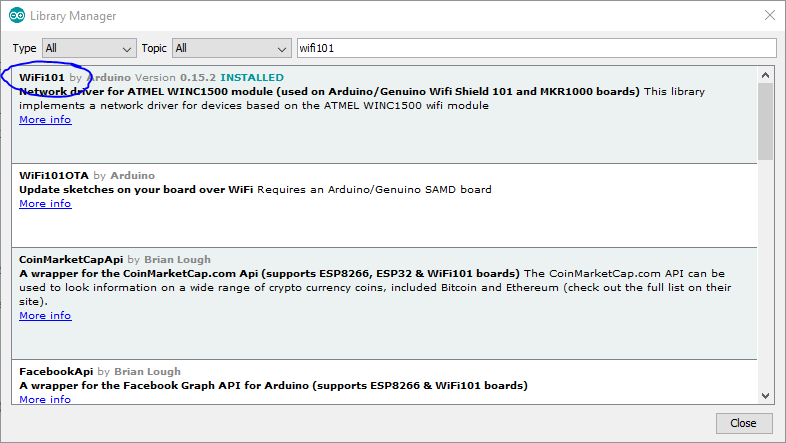 Library Manager
Type All Topic All wifi101
WiFi101 by Arduino Version 0.15.2 INSTALLED
Network driver for ATMEL WINC1500 module (used on Arduino/Genuino Wifi Shield 101 and MKR1000 boards) This library
implements a network driver for devices based on the ATMEL WINC1500 wifi module
More info
WiFi101OTA by Arduino
Update sketches on your board over WiFi Requires an Arduino/Genuino SAMD board
More info
CoinMarketCapApi by Brian Lough
A wrapper for the CoinMarketCap.com Api (supports ESP8266, ESP32 & WiFi101 boards) The CoinMarketCap.com API can be
used to look information on a wide range of crypto currency coins, included Bitcoin and Ethereum (check out the full list on their
site).
More info
FacebookApi by Brian Lough
A wrapper for the Facebook Graph API for Arduino (supports ESP8266 & WiFi101 boards)
More info
Close